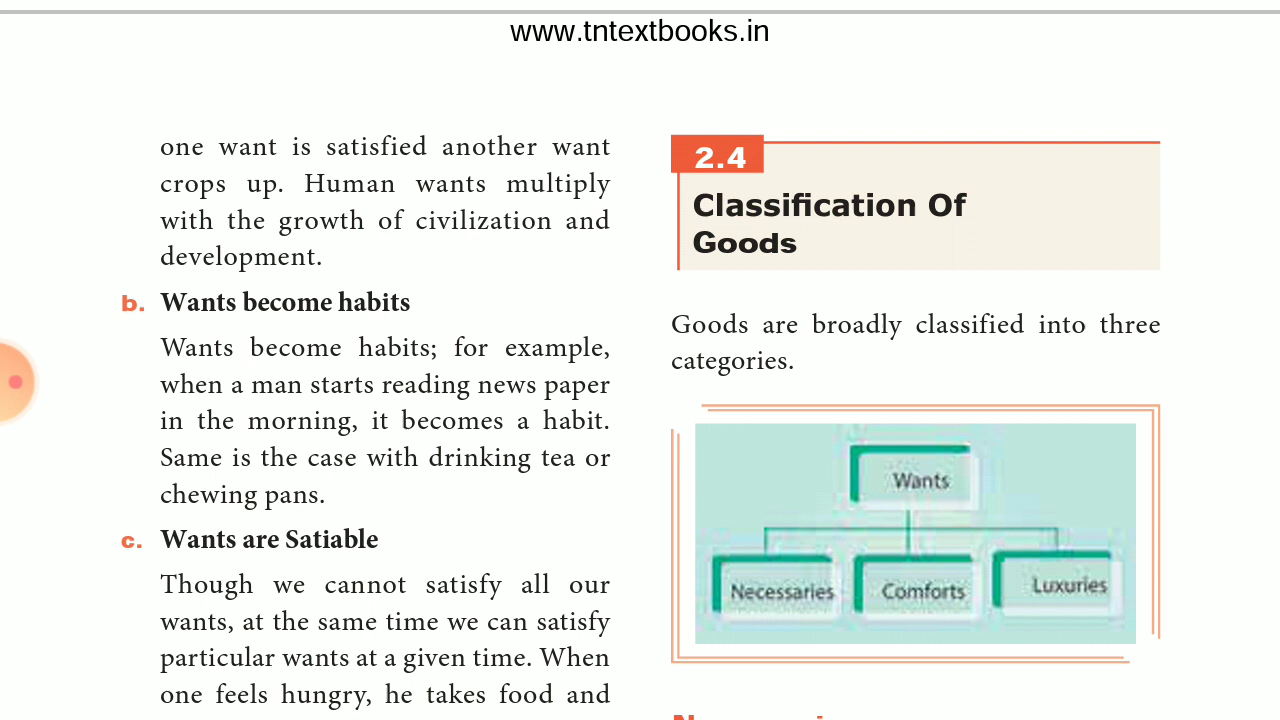 www.tntextbooks.in
one want is satisfied another want
crops up. Human wants multiply
with the growth of civilization and
development.
b. Wants become habits
Wants become habits; for example,
when a man starts reading news paper
in the morning, it becomes a habit.
Same is the case with drinking tea or
chewing pans.
c. Wants are Satiable
Though we cannot satisfy all our
wants, at the same time we can satisfy
particular wants at a given time. When
one feels hungry, he takes food and
2.4
Classification Of
Goods
Goods are broadly classified into three
categories.
Wants
Necessaries Comforts Luxuries